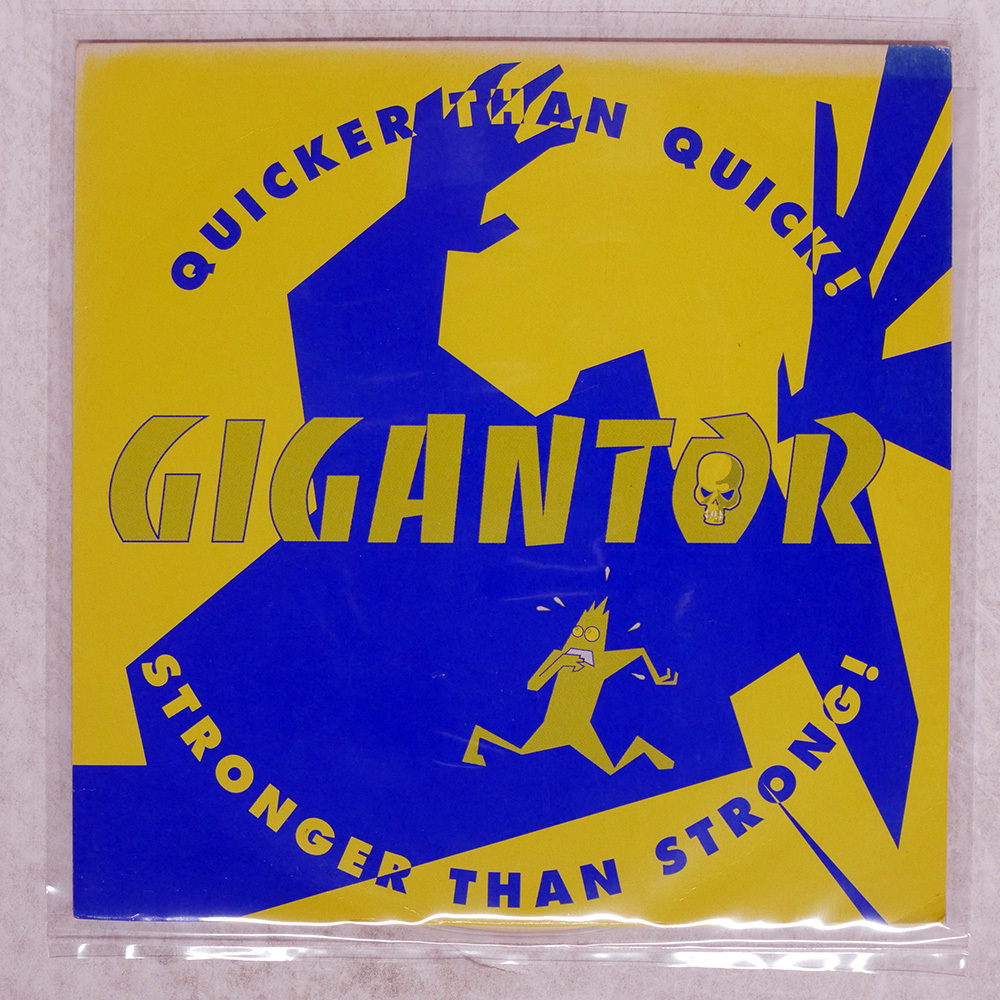 QUICKER THAN QUICK!
GIGANTOR
STRONGER THAN STRONG!